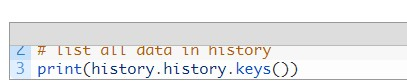 2 # list all data in history
3 print(history.history.keys())